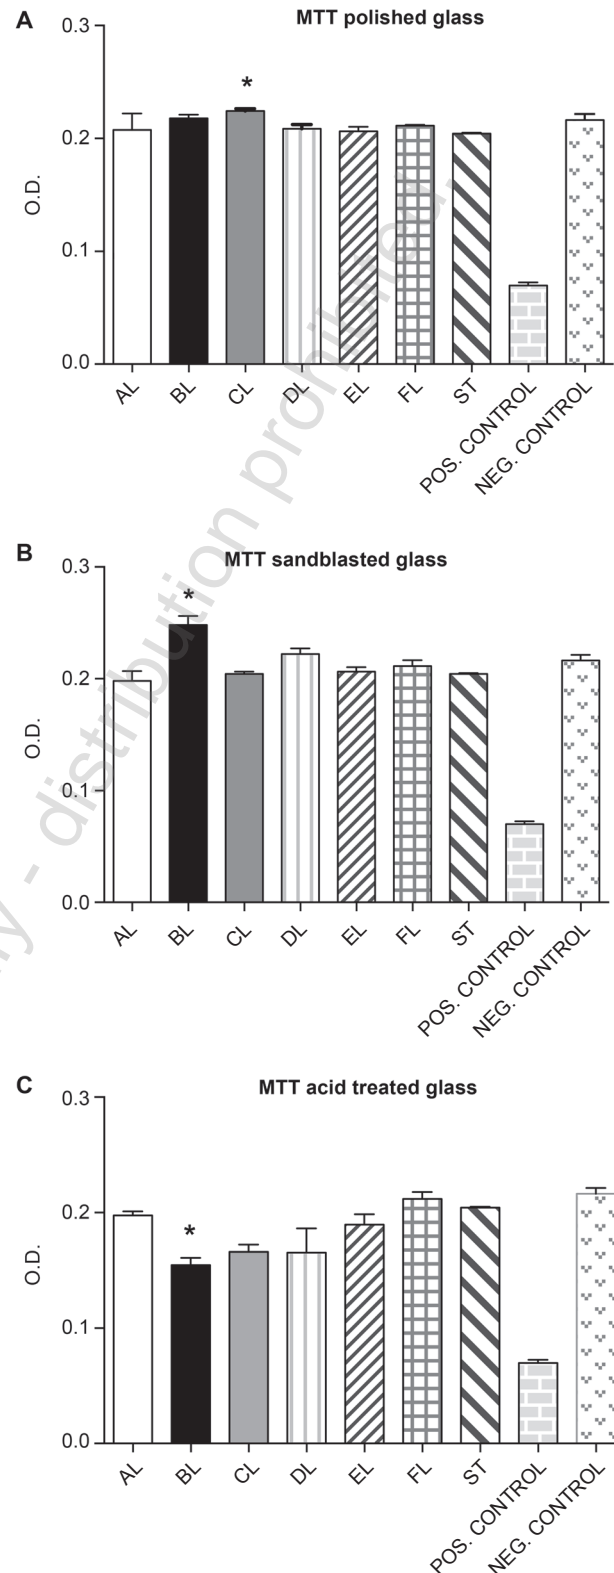 A
MTT polished glass
0.3
0.2
0.1
0.0
O.D.
*
AL
BL
CL
DL
EL
FL
ST
POS. CONTROL
NEG. CONTROL
B
MTT sandblasted glass
0.3
0.2
0.1
0.0
O.D.
*
AL
BL
CL
DL
EL
FL
ST
POS. CONTROL
NEG. CONTROL
C
MTT acid treated glass
0.3
0.2
0.1
0.0
O.D.
*
AL
BL
CL
DL
EL
FL
ST
POS. CONTROL
NEG. CONTROL
- distribution prohibited.